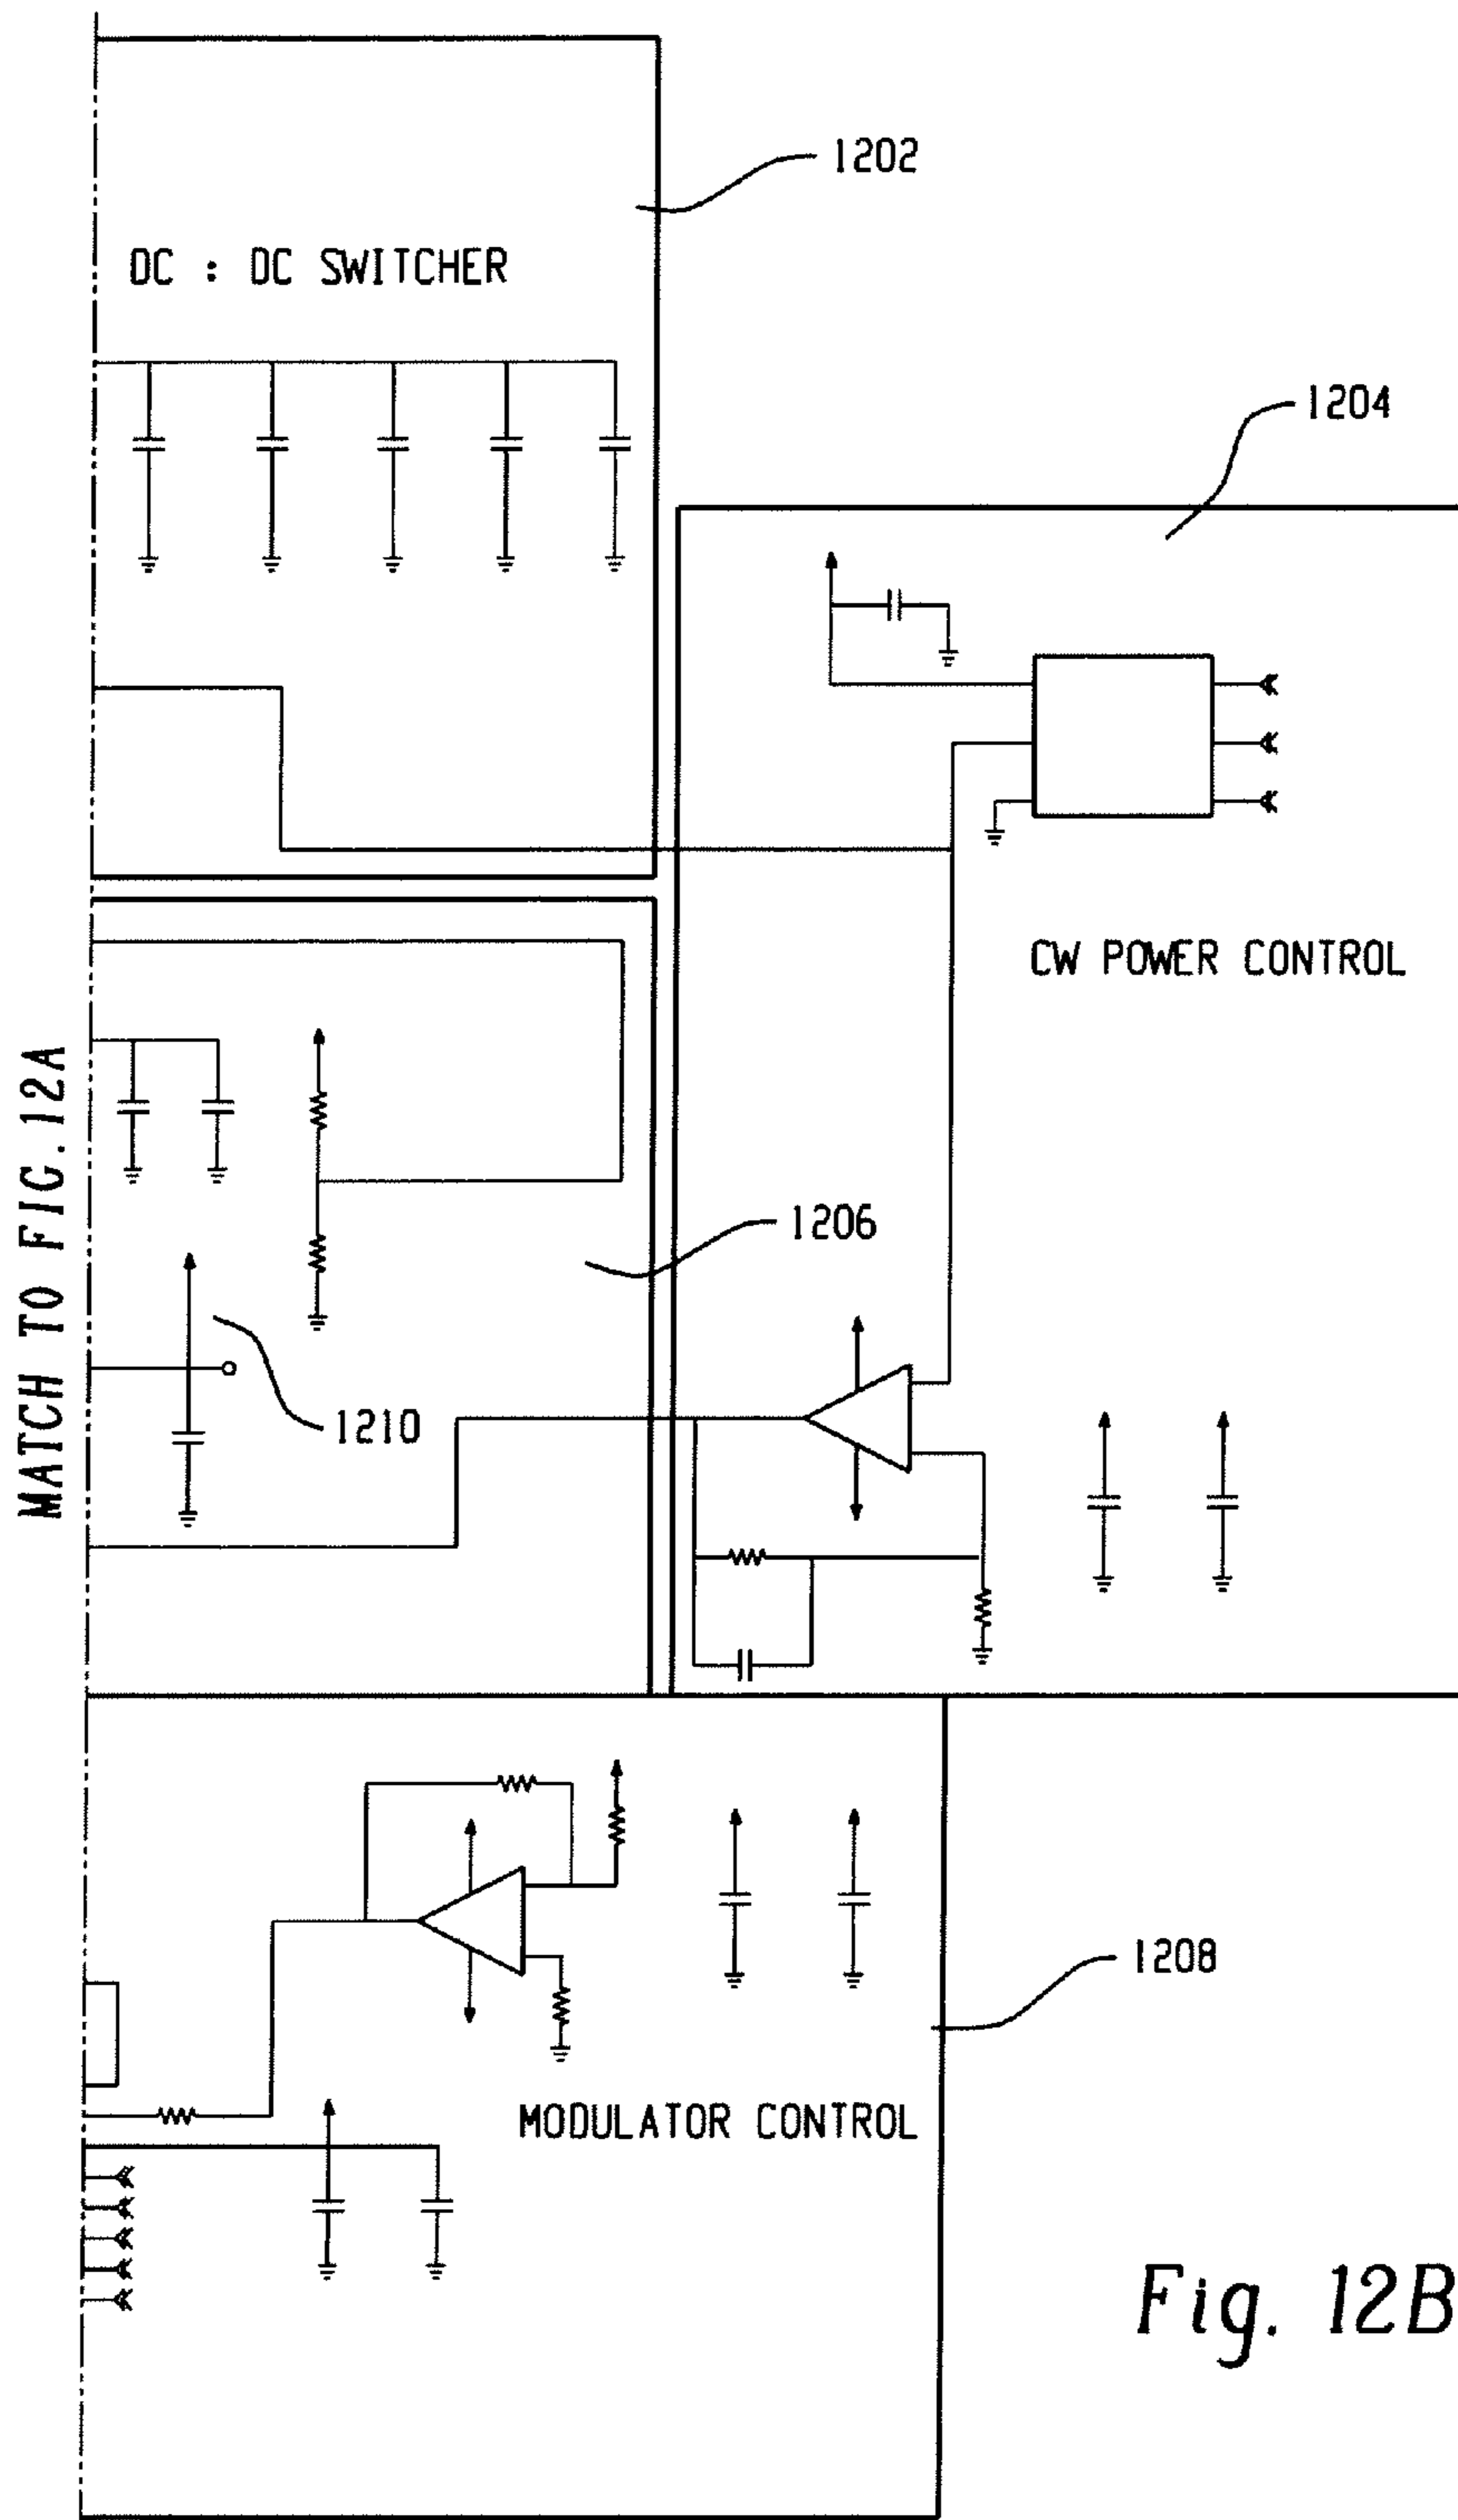 1202
DC : DC SWITCHER
1204
CW POWER CONTROL
MATCH TO FIG.12A
1206
1210
1208
MODULATOR CONTROL
Fig. 12B